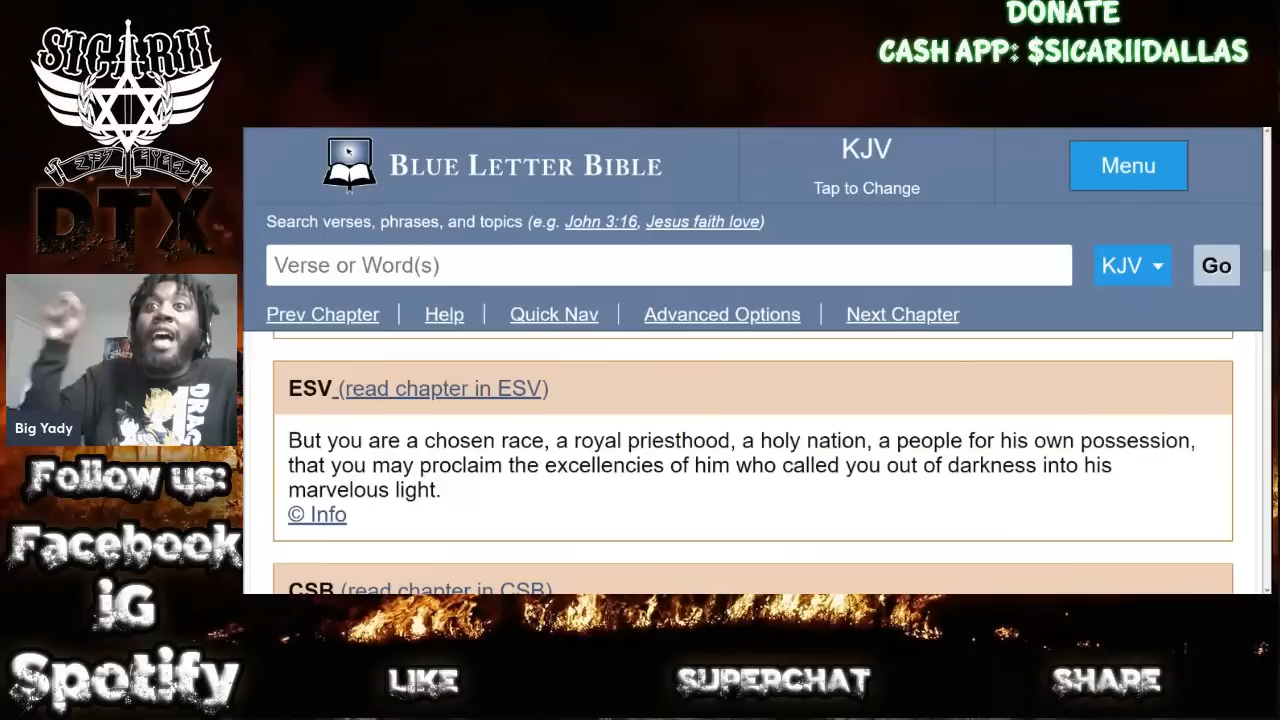 SICARII
DTX
DONATE
CASH APP: $SICARIIDALLAS
BLUE LETTER BIBLE
KJV
Tap to Change
Menu
Search verses, phrases, and topics (e.g. John 3:16, Jesus faith love)
Verse or Word(s)
KJV
Go
Prev Chapter
Help
Quick Nav
Advanced Options
Next Chapter
ESV (read chapter in ESV)
But you are a chosen race, a royal priesthood, a holy nation, a people for his own possession,
that you may proclaim the excellencies of him who called you out of darkness into his
marvelous light.
© Info
CSB (read chapter in CSB)
Big Yady
DRAG
Follow us:
Facebook
iG
Spotify
LIKE
SUPERCHAT
SHARE